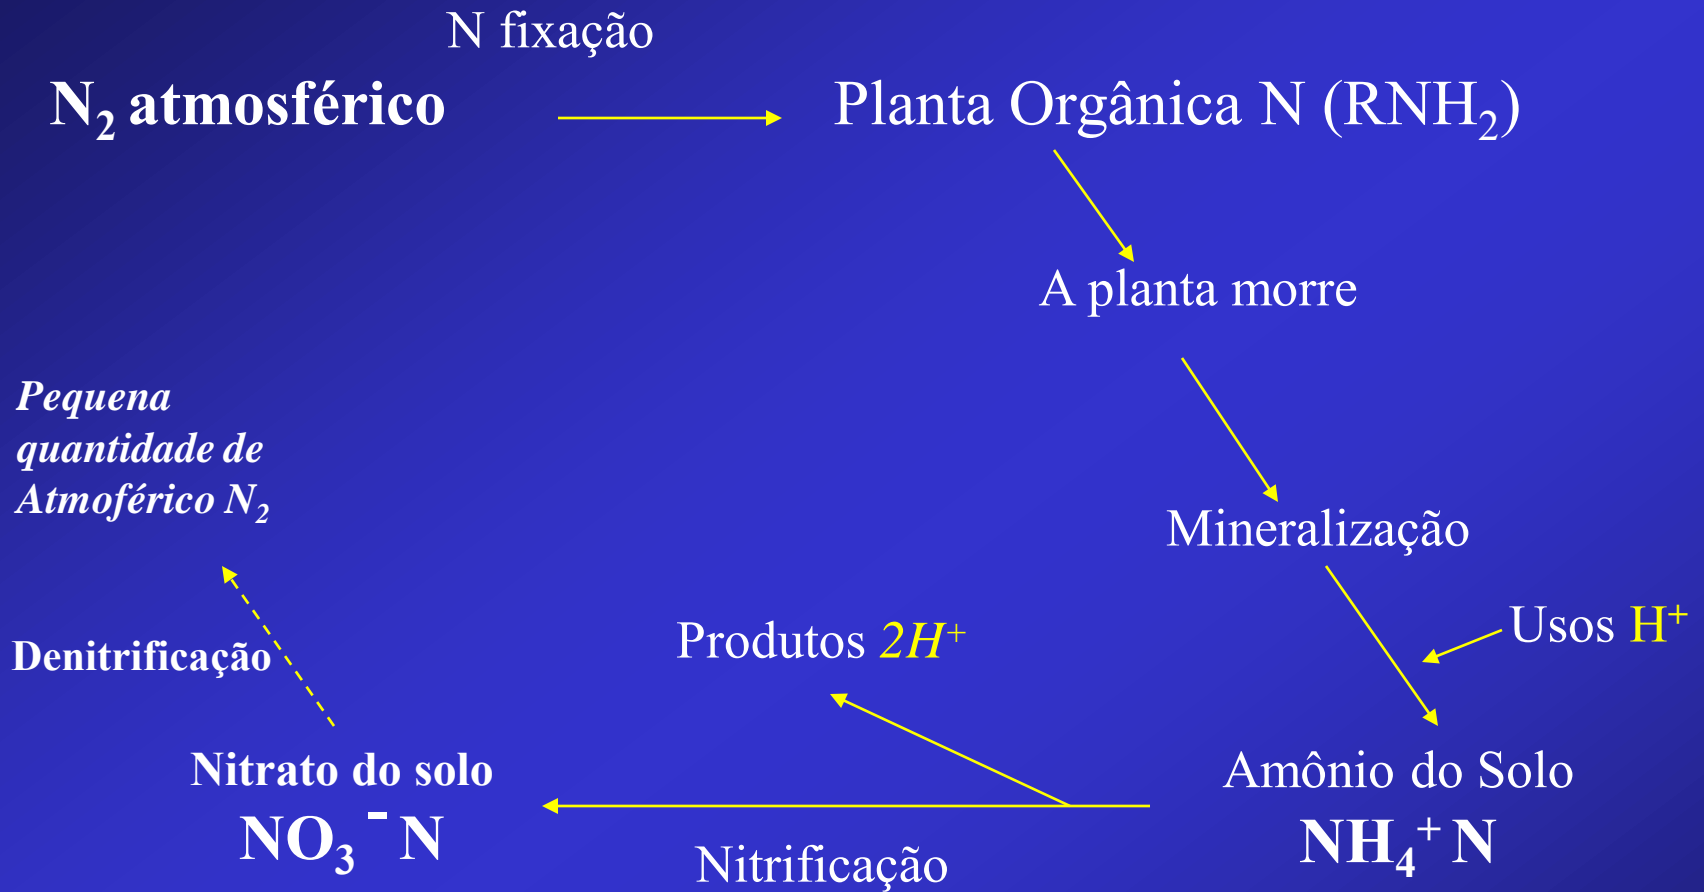 N fixação
N₂ atmosférico
Planta Orgânica N (RNH₂)
A planta morre
Pequena
quantidade de
Atmoférico N₂
Mineralização
Usos H⁺
Produtos 2H⁺
Denitrificação
Nitrato do solo
NO₃⁻ N
Amônio do Solo
NH₄⁺ N
Nitrificação